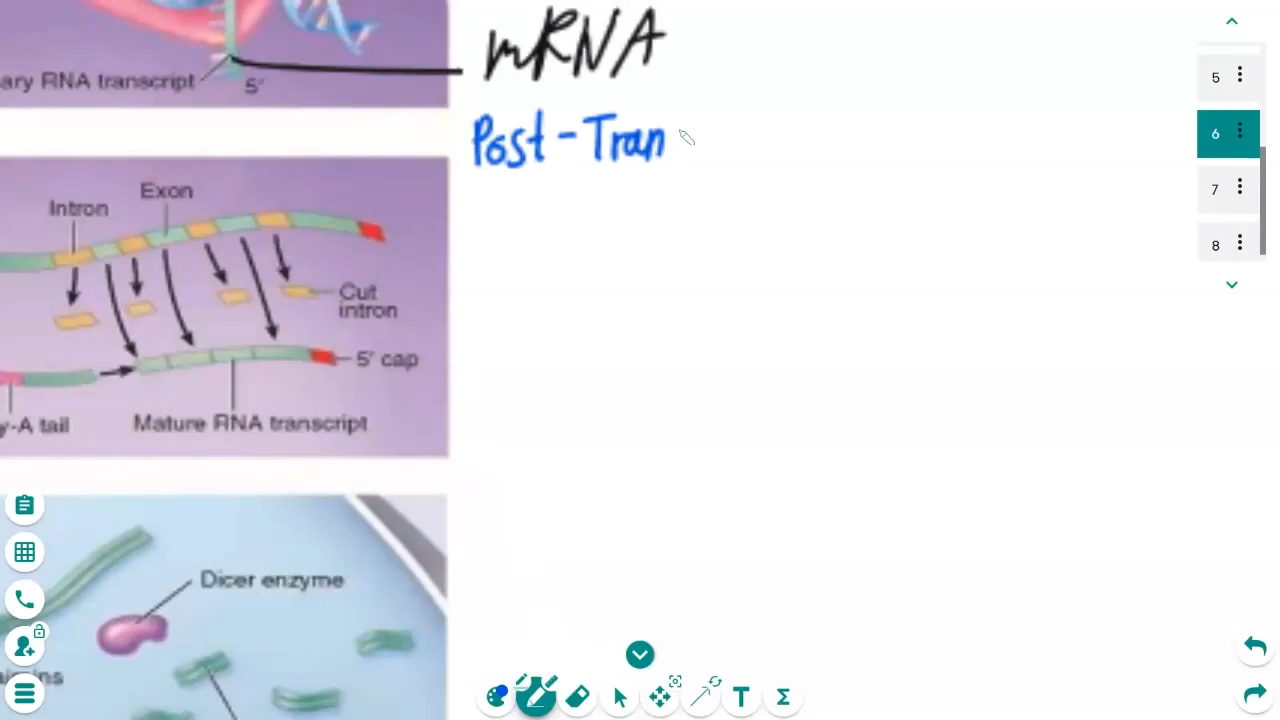 mRNA
ary RNA transcript
5'
Post-Tran
Exon
Intron
Cut
intron
5' cap
y-A tail
Mature RNA transcript
Dicer enzyme
ins
5
6
7
8
T
Σ